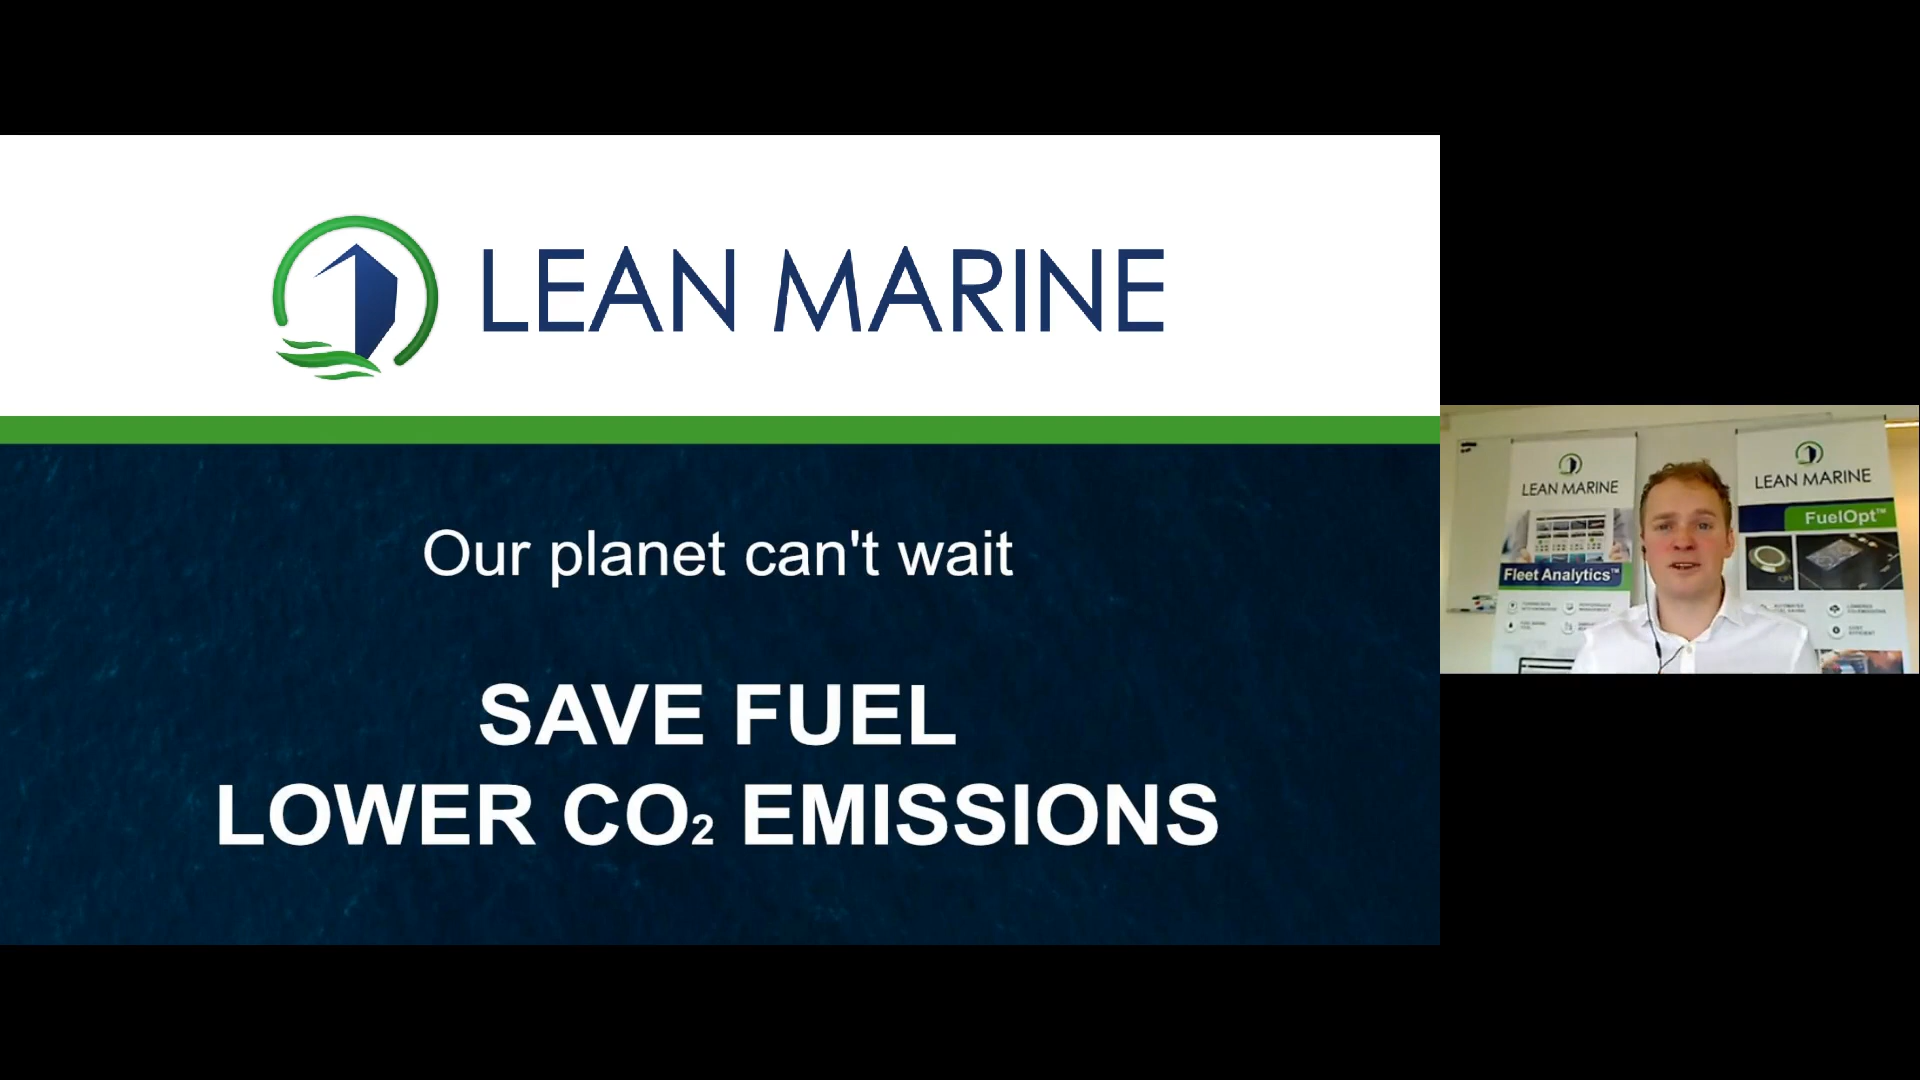 LEAN MARINE
Our planet can't wait
SAVE FUEL
LOWER CO₂ EMISSIONS
LEAN MARINE
Fleet Analytics™
LEAN MARINE
FuelOpt™